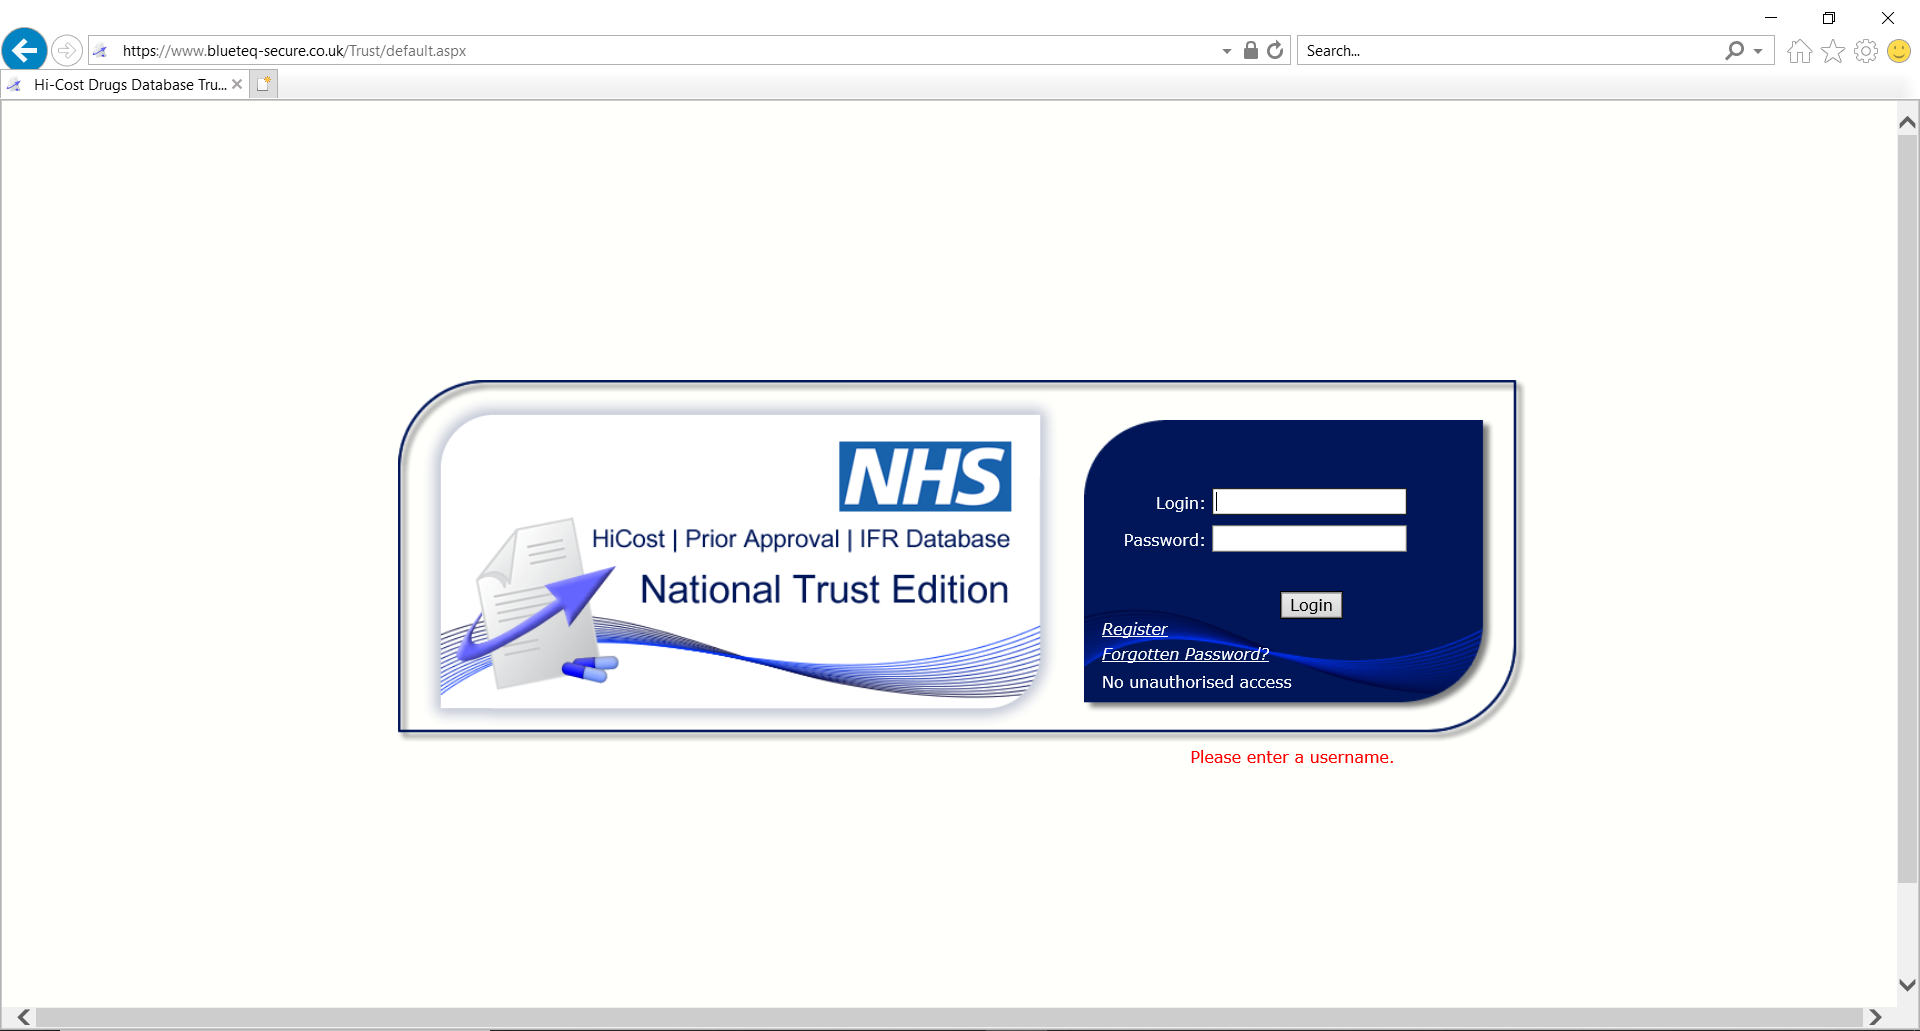 https://www.blueteq-secure.co.uk/Trust/default.aspx
Search...
Hi-Cost Drugs Database Tru...
NHS
HiCost | Prior Approval | IFR Database
National Trust Edition
Login:
Password:
Login
Register
Forgotten Password?
No unauthorised access
Please enter a username.